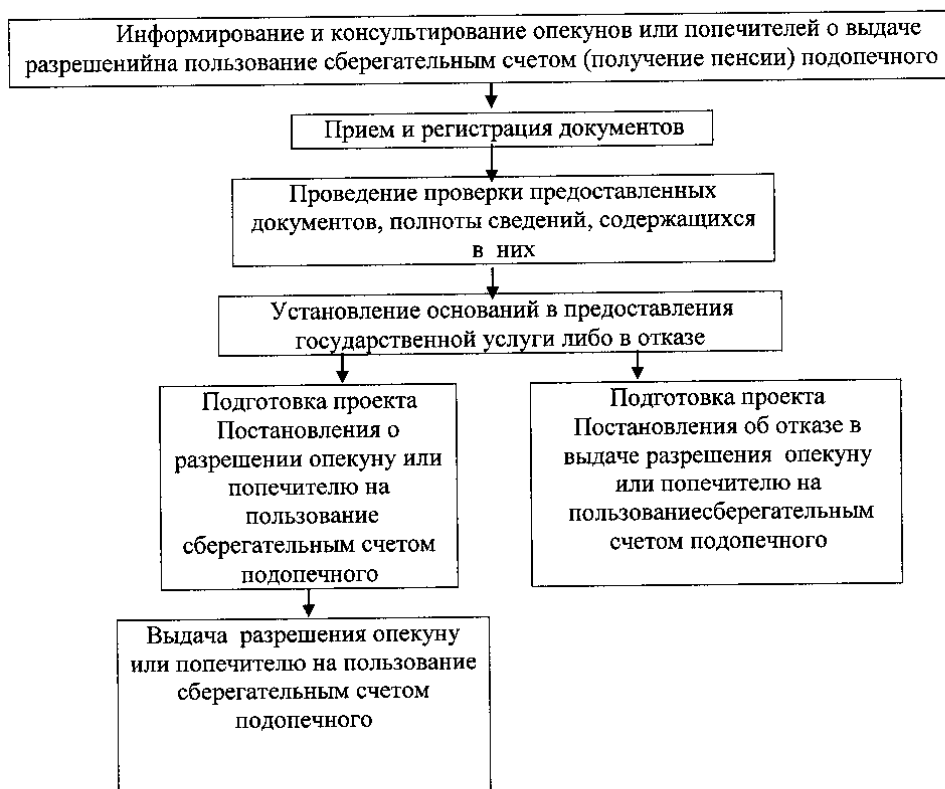 Информирование и консультирование опекунов или попечителей о выдаче
разрешенийна пользование сберегательным счетом (получение пенсии) подопечного
Прием и регистрация документов
Проведение проверки предоставленных
документов, полноты сведений, содержащихся
в них
Установление оснований в предоставления
государственной услуги либо в отказе
Подготовка проекта
Постановления о
разрешении опекуну или
попечителю на
пользование
сберегательным счетом
подопечного
Подготовка проекта
Постановления об отказе в
выдаче разрешения опекуну
или попечителю на
пользованиесберегательным
счетом подопечного
Выдача разрешения опекуну
или попечителю на пользование
сберегательным счетом
подопечного